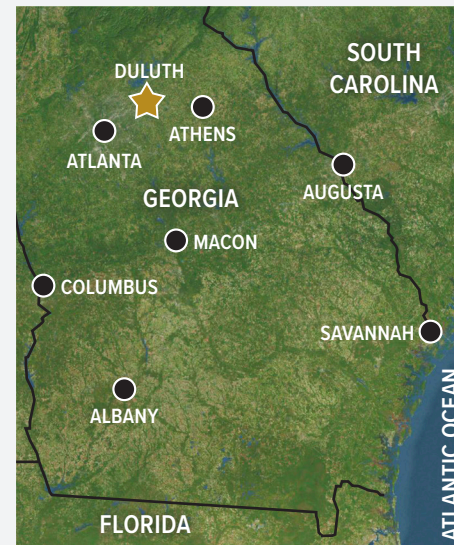 SOUTH
CAROLINA
DULUTH
ATHENS
ATLANTA
AUGUSTA
GEORGIA
MACON
COLUMBUS
SAVANNAH
ALBANY
ATLANTIC OCEAN
FLORIDA